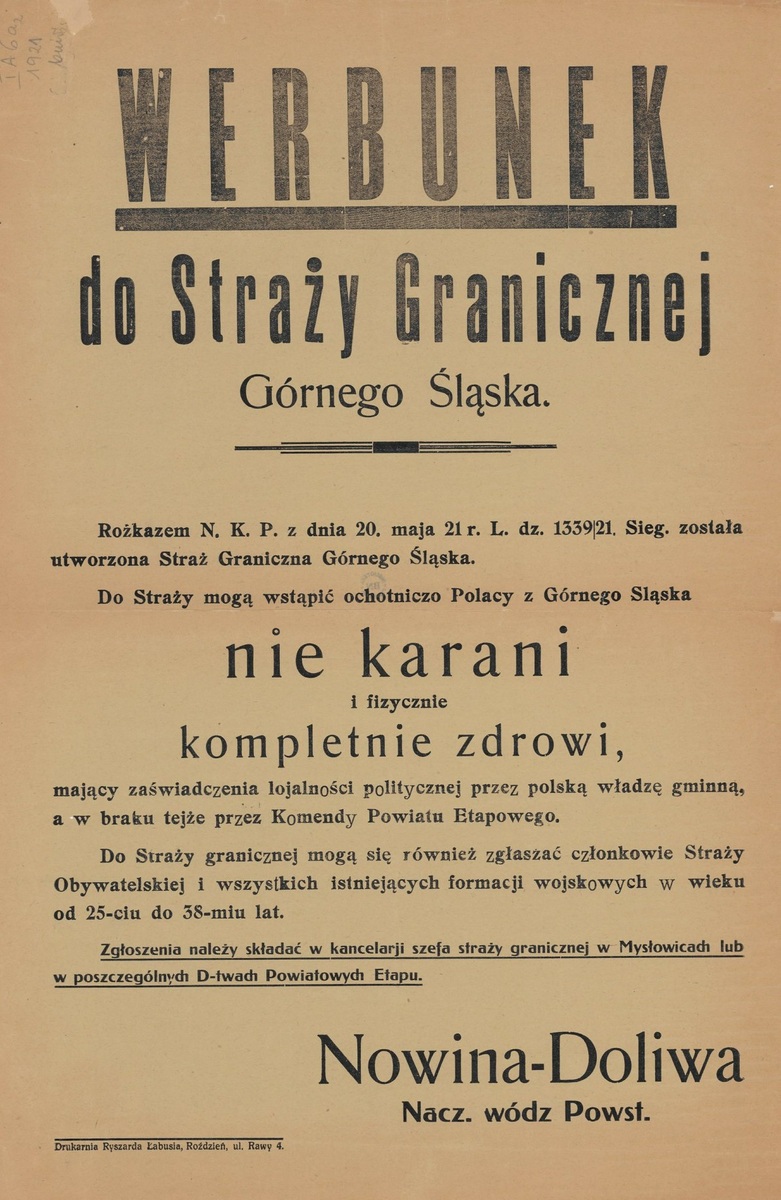 I A 6 a
1921
WERBUNEK
do Straży Granicznej
Górnego Śląska.
Rożkazem N. K. P. z dnia 20. maja 21 r. L. dz. 1339|21. Sieg. została
utworzona Straż Graniczna Górnego Śląska.
Do Straży mogą wstąpić ochotniczo Polacy z Górnego Sląska
nie karani
i fizycznie
kompletnie zdrowi,
mający zaświadczenia lojalności politycznej przez polską władzę gminną,
a w braku tejże przez Komendy Powiatu Etapowego.
Do Straży granicznej mogą się również zgłaszać członkowie Straży
Obywatelskiej i wszystkich istniejących formacji wojskowych w wieku
od 25-ciu do 38-miu lat.
Zgłoszenia należy składać w kancelarji szefa straży granicznej w Mysłowicach lub
w poszczególnych D-twach Powiatowych Etapu.
Nowina-Doliwa
Nacz. wódz Powst.
Drukarnia Ryszarda Łabusia, Roździeń, ul. Rawy 4.